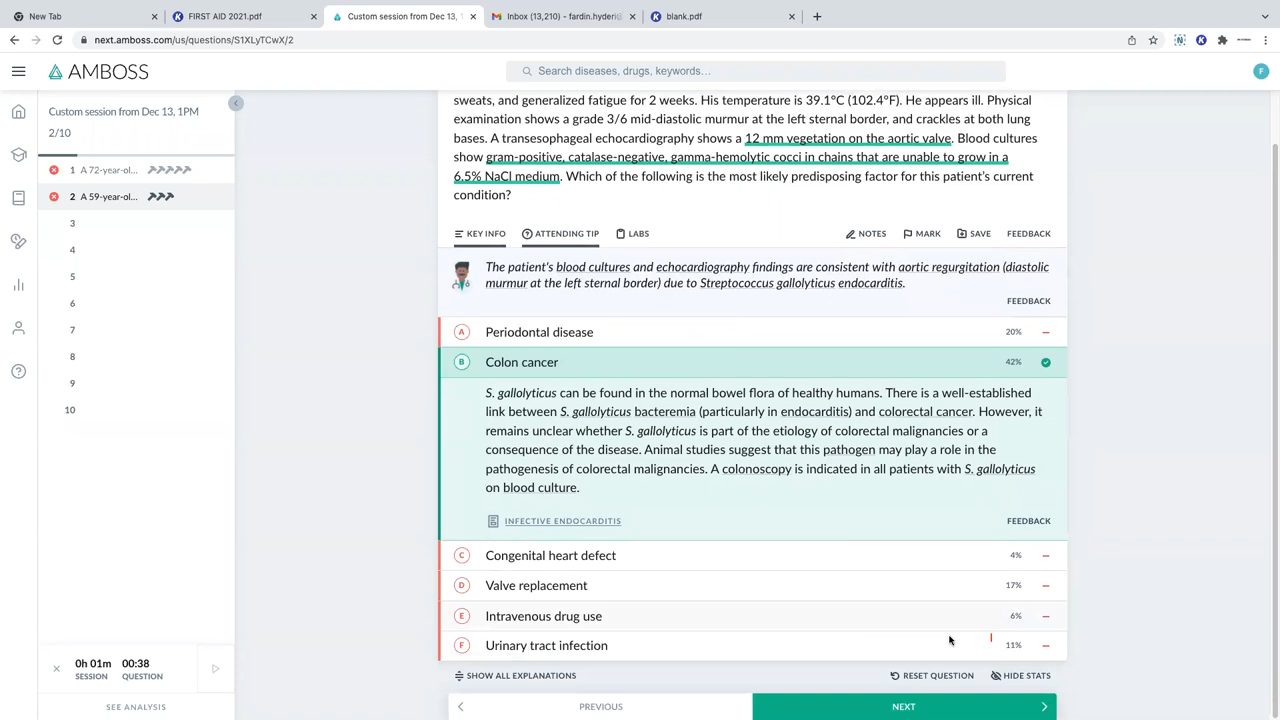 New Tab
FIRST AID 2021.pdf
Custom session from Dec 13, 
Inbox (13,210) - fardin.hyderi@
blank.pdf
next.amboss.com/us/questions/S1XLyTCwX/2
AMBOSS
Search diseases, drugs, keywords…
F
Custom session from Dec 13, 1PM
2/10
1 A 72-year-ol...
2 A 59-year-ol...
3
4
5
6
7
8
9
10
0h 01m 00:38
SESSION QUESTION
SEE ANALYSIS
sweats, and generalized fatigue for 2 weeks. His temperature is 39.1°C (102.4°F). He appears ill. Physical
examination shows a grade 3/6 mid-diastolic murmur at the left sternal border, and crackles at both lung
bases. A transesophageal echocardiography shows a 12 mm vegetation on the aortic valve. Blood cultures
show gram-positive, catalase-negative, gamma-hemolytic cocci in chains that are unable to grow in a
6.5% NaCl medium. Which of the following is the most likely predisposing factor for this patient's current
condition?
KEY INFO ATTENDING TIP LABS NOTES MARK SAVE FEEDBACK
The patient's blood cultures and echocardiography findings are consistent with aortic regurgitation (diastolic
murmur at the left sternal border) due to Streptococcus gallolyticus endocarditis.
FEEDBACK
A Periodontal disease 20%
B Colon cancer 42%
S. gallolyticus can be found in the normal bowel flora of healthy humans. There is a well-established
link between S. gallolyticus bacteremia (particularly in endocarditis) and colorectal cancer. However, it
remains unclear whether S. gallolyticus is part of the etiology of colorectal malignancies or a
consequence of the disease. Animal studies suggest that this pathogen may play a role in the
pathogenesis of colorectal malignancies. A colonoscopy is indicated in all patients with S. gallolyticus
on blood culture.
INFECTIVE ENDOCARDITIS FEEDBACK
C Congenital heart defect 4%
D Valve replacement 17%
E Intravenous drug use 6%
F Urinary tract infection 11%
SHOW ALL EXPLANATIONS RESET QUESTION HIDE STATS
PREVIOUS NEXT